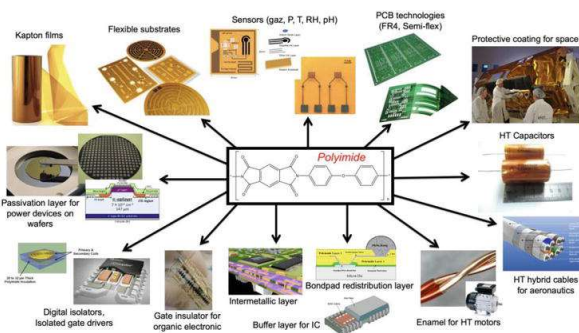 Kapton films
Flexible substrates
Sensors (gaz, P, T, RH, pH)
PCB technologies
(FR4, Semi-flex)
Protective coating for space
Polyimide
HT Capacitors
Passivation layer for
power devices on
wafers
Digital isolators,
Isolated gate drivers
Gate insulator for
organic electronic
Intermetallic layer
Buffer layer for IC
Bondpad redistribution layer
Enamel for HT motors
HT hybrid cables
for aeronautics